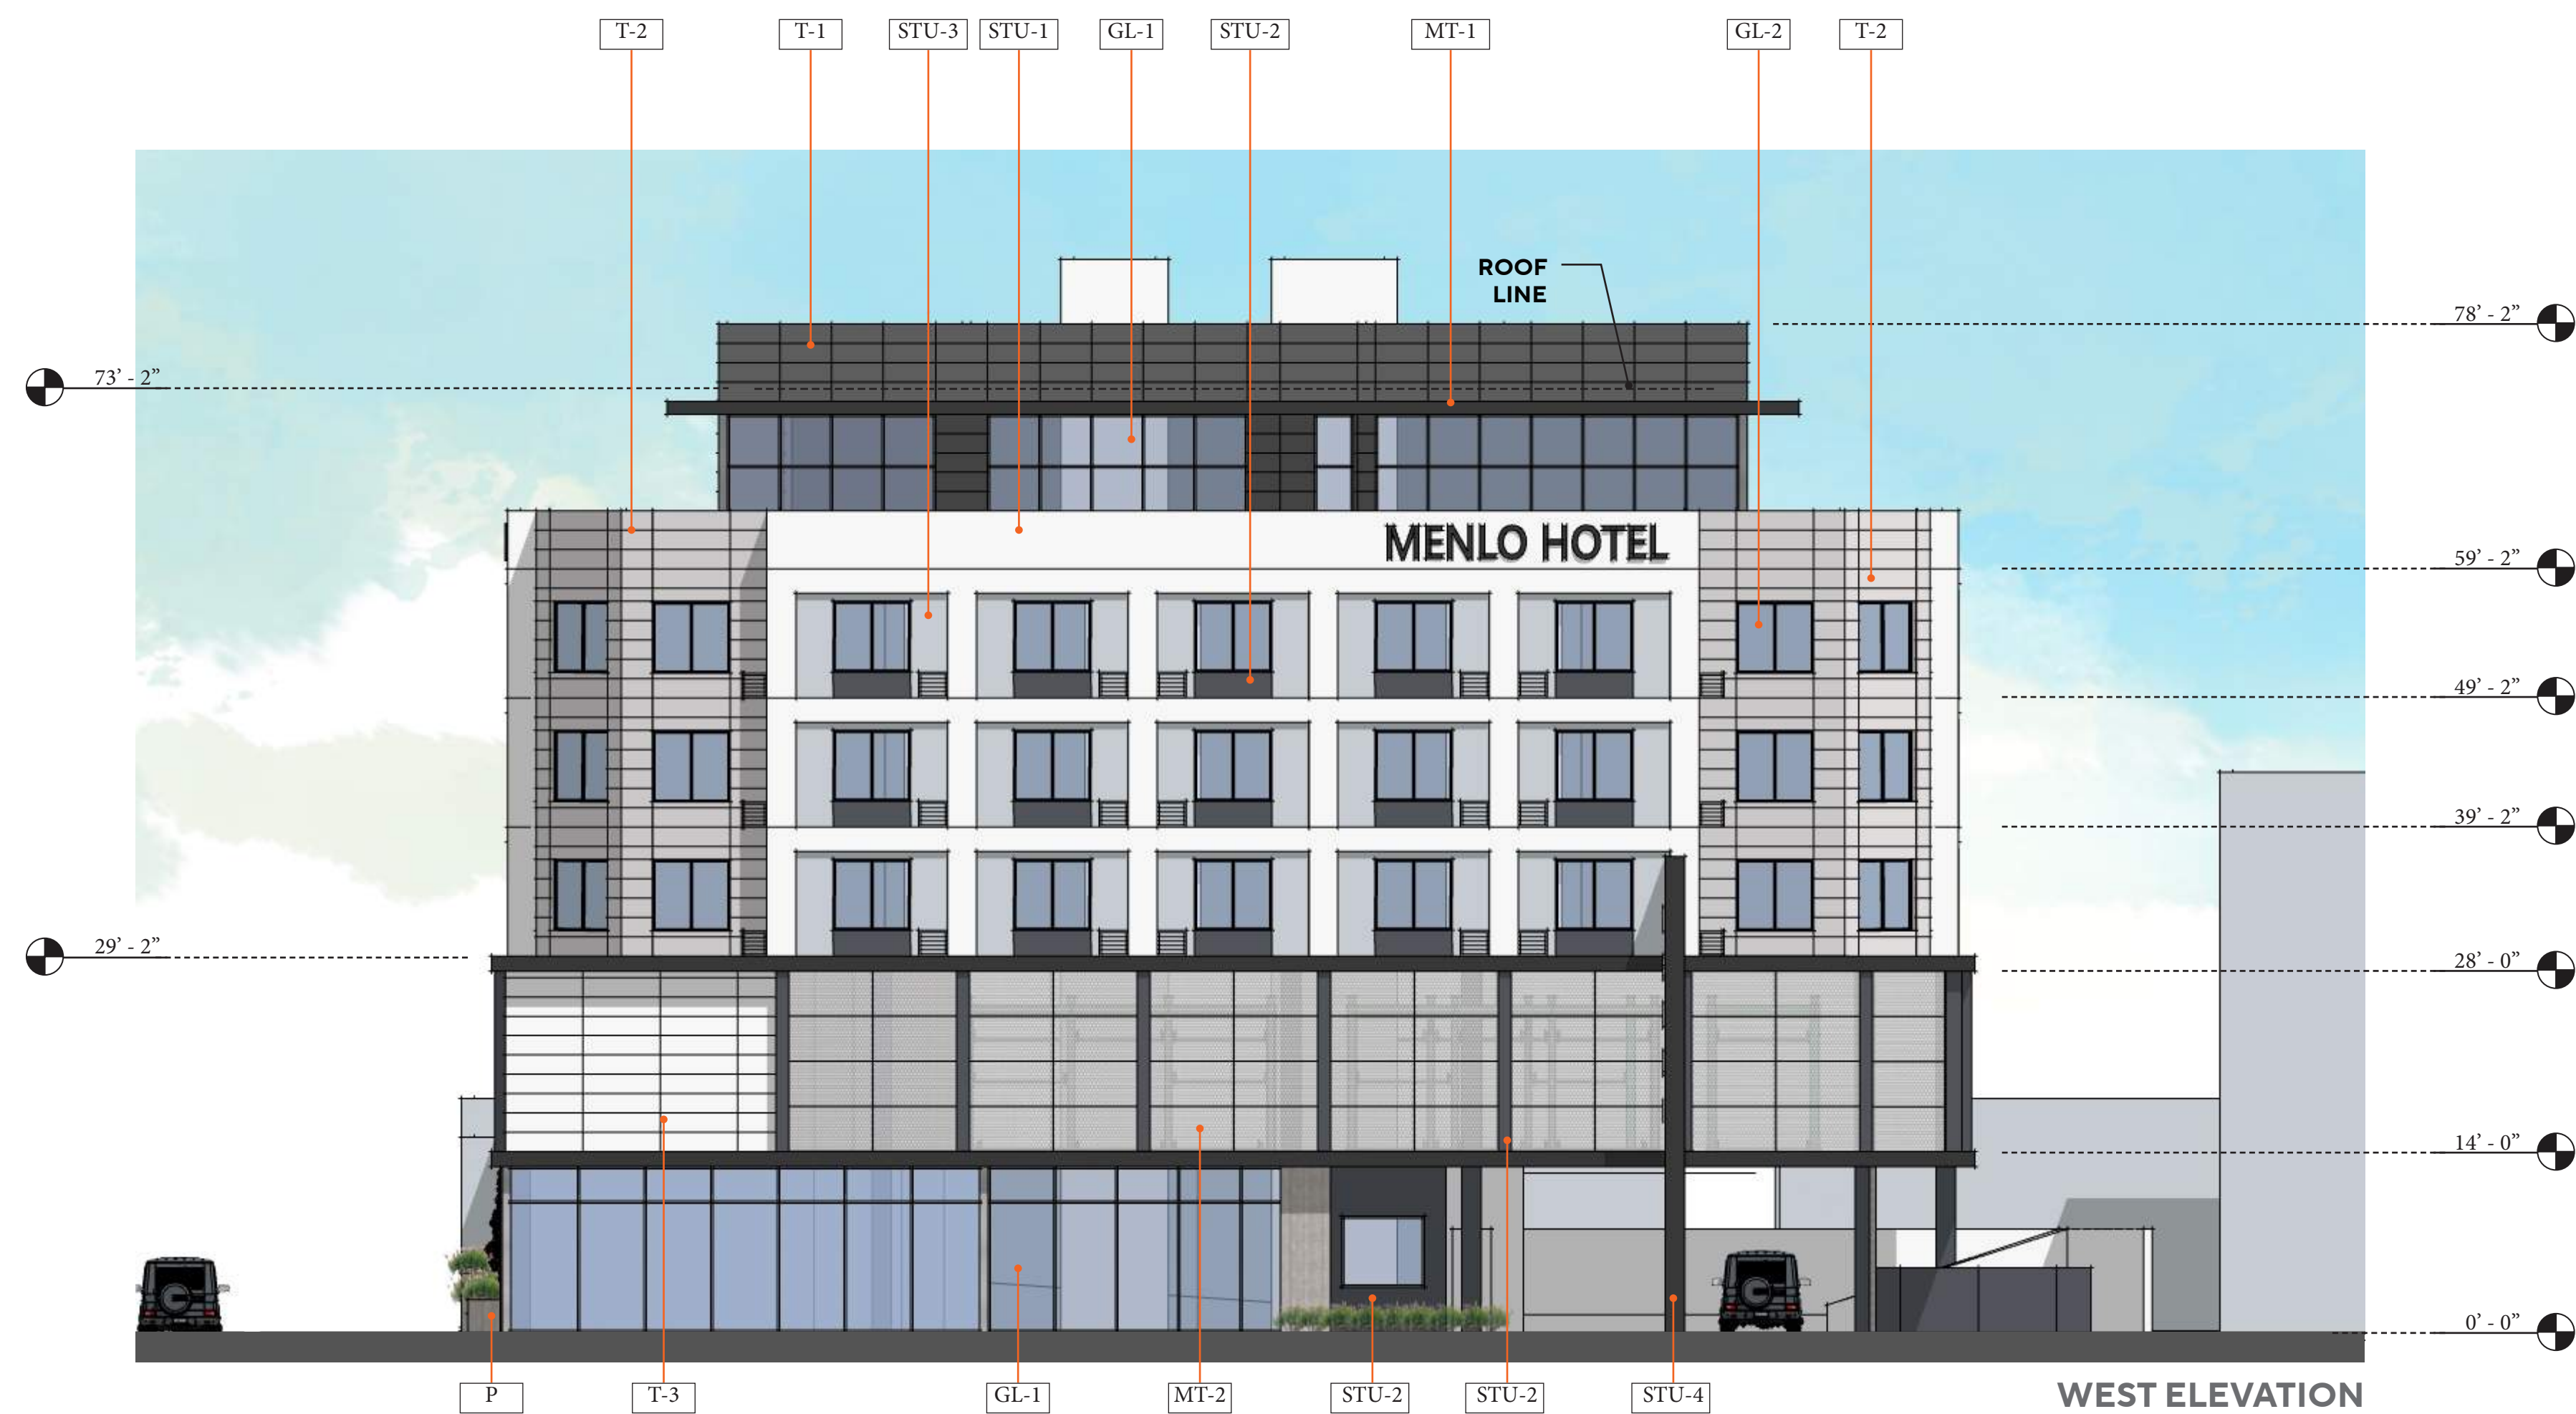 T-2
T-1
STU-3
STU-1
GL-1
STU-2
MT-1
GL-2
T-2
ROOF
LINE
78' - 2”
73’ - 2”
MENLO HOTEL
59’ - 2”
49’ - 2”
39’ - 2”
29’ - 2”
28’ - 0”
14’ - 0”
0’ - 0”
P
T-3
GL-1
MT-2
STU-2
STU-2
STU-4
WEST ELEVATION